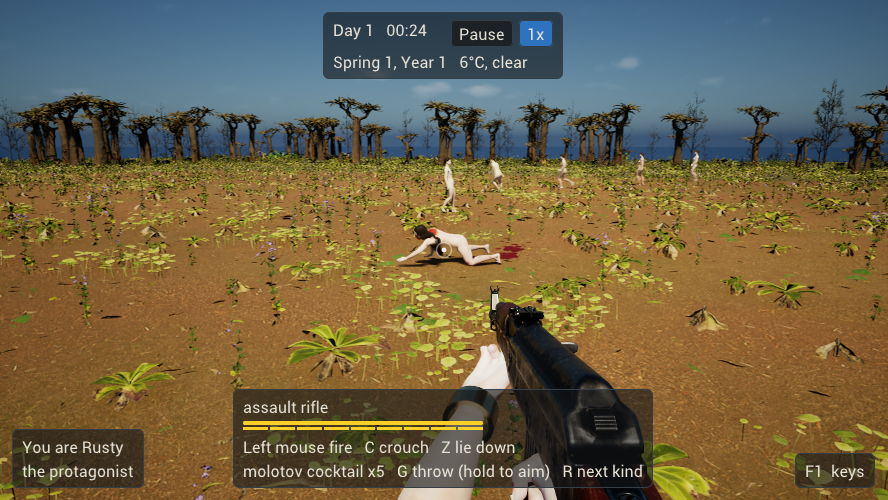 Day 1 00:24 Pause 1x
Spring 1, Year 1 6°C, clear
assault rifle
Left mouse fire C crouch Z lie down
molotov cocktail x5 G throw (hold to aim) R next kind
You are Rusty
the protagonist
F1 keys